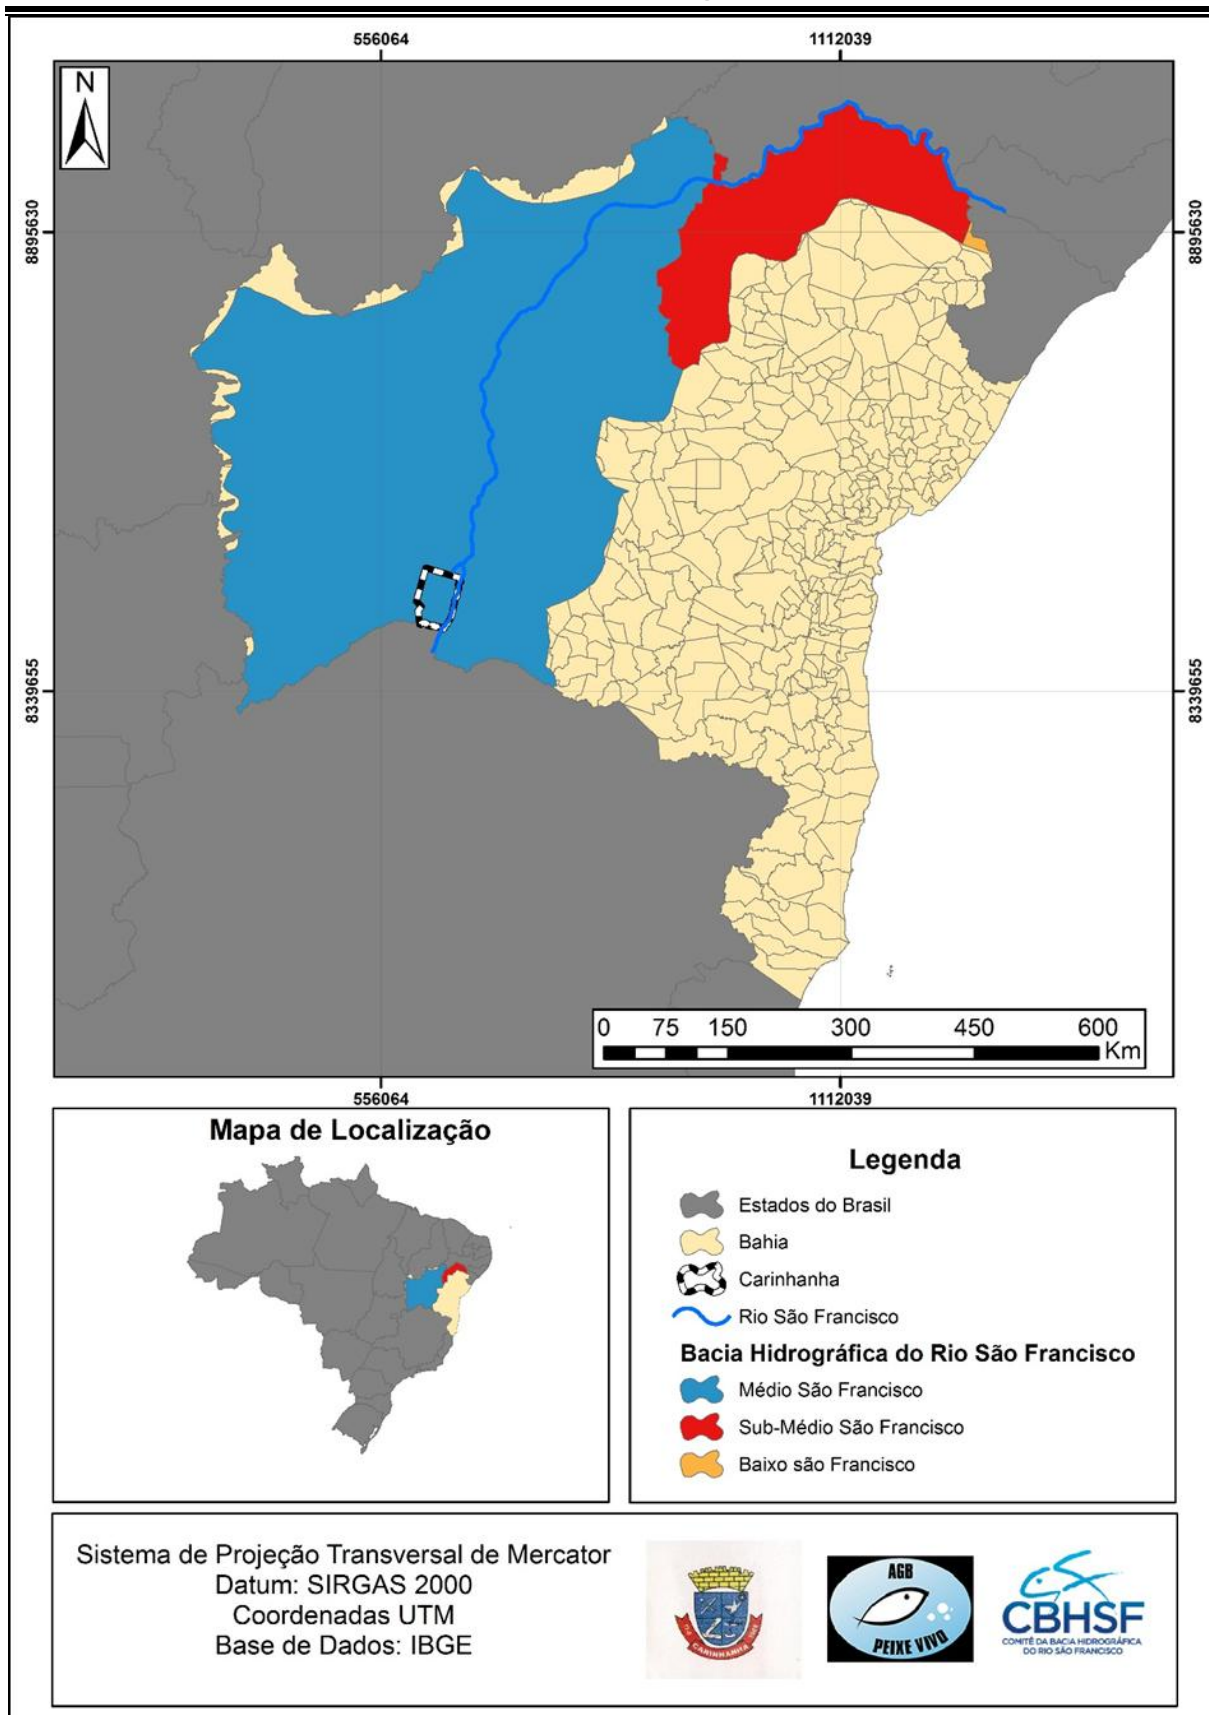 556064
1112039
N
8895630
8895630
8339655
8339655
0 75 150 300 450 600
Km
556064
1112039
Mapa de Localização
Legenda
Estados do Brasil
Bahia
Carinhanha
Rio São Francisco
Bacia Hidrográfica do Rio São Francisco
Médio São Francisco
Sub-Médio São Francisco
Baixo são Francisco
Sistema de Projeção Transversal de Mercator
Datum: SIRGAS 2000
Coordenadas UTM
Base de Dados: IBGE
CARINHANHA
AGB
PEIXE VIVO
CBHSF
COMITÊ DA BACIA HIDROGRÁFICA
DO RIO SÃO FRANCISCO